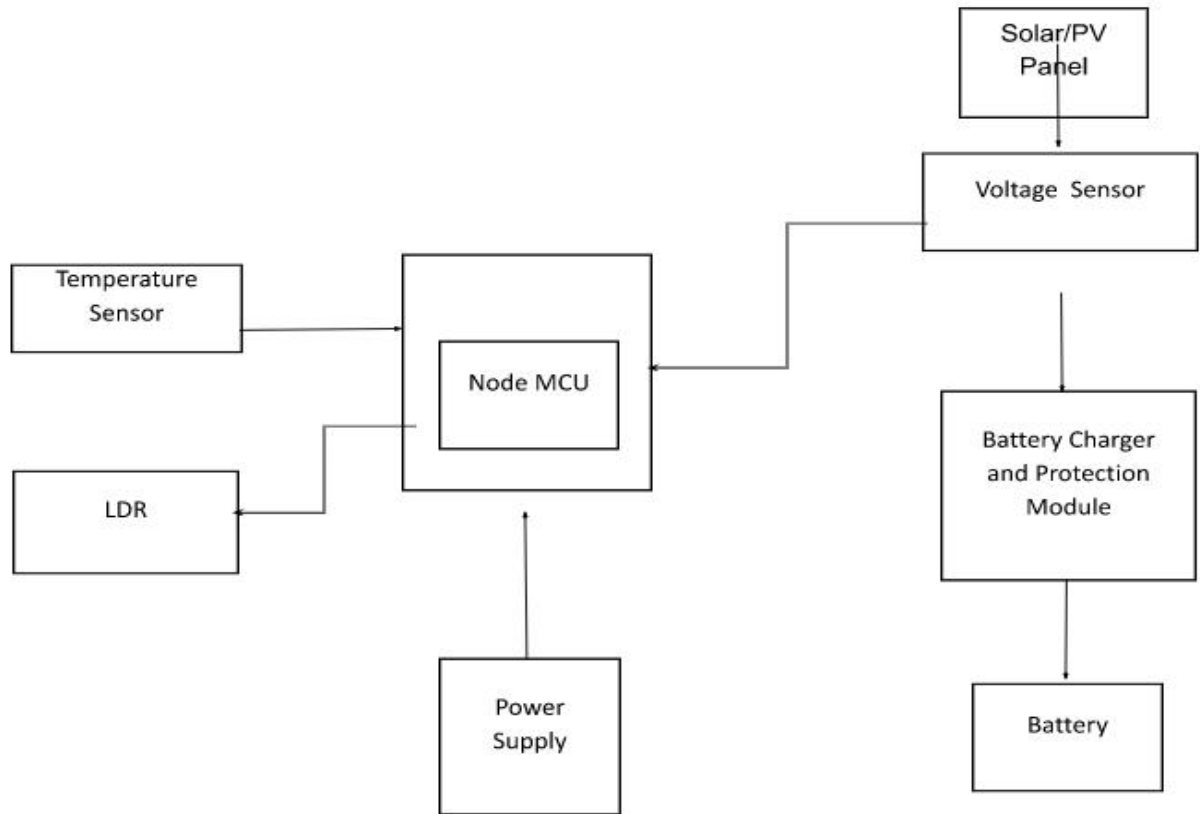 Solar/PV
Panel
Voltage  Sensor
Temperature
Sensor
Node MCU
Battery Charger
and Protection
Module
LDR
Power
Supply
Battery